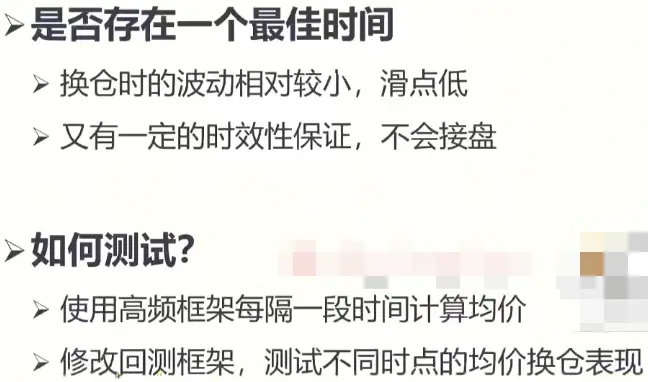 是否存在一个最佳时间
换仓时的波动相对较小，滑点低
又有一定的时效性保证，不会接盘
如何测试？
使用高频框架每隔一段时间计算均价
修改回测框架，测试不同时点的均价换仓表现